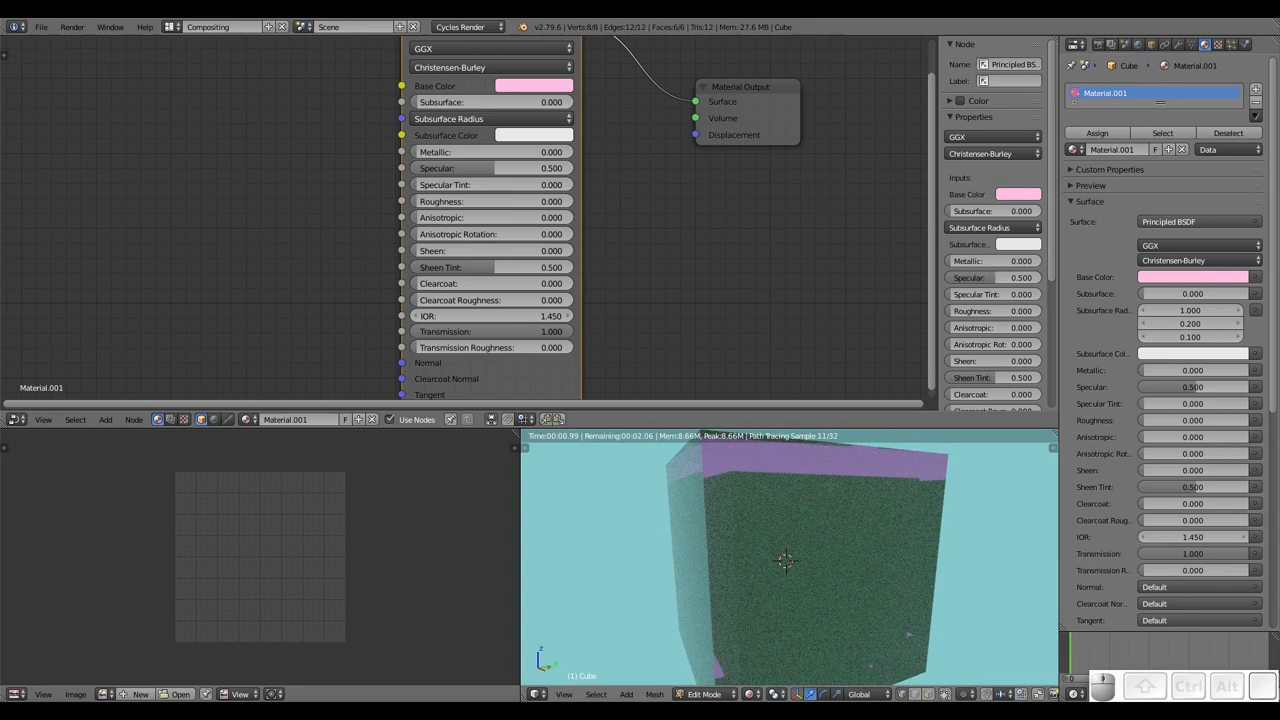 File Render Window Help Compositing Scene Cycles Render v2.79.6 | Verts:8/8 | Edges:12/12 | Faces:6/6 | Tris:12 | Mem: 27.6 MB | Cube
GGX
Christensen-Burley
Base Color
Subsurface: 0.000
Subsurface Radius
Subsurface Color
Metallic: 0.000
Specular: 0.500
Specular Tint: 0.000
Roughness: 0.000
Anisotropic: 0.000
Anisotropic Rotation: 0.000
Sheen: 0.000
Sheen Tint: 0.500
Clearcoat: 0.000
Clearcoat Roughness: 0.000
IOR: 1.450
Transmission: 1.000
Transmission Roughness: 0.000
Normal
Clearcoat Normal
Tangent
Material Output
Surface
Volume
Displacement
Material.001
Node
Name: Principled BS..
Label:
Color
Properties
GGX
Christensen-Burley
Inputs:
Base Color
Subsurface: 0.000
Subsurface Radius
Subsurface..
Metallic: 0.000
Specular: 0.500
Specular Tint: 0.000
Roughness: 0.000
Anisotropic: 0.000
Anisotropic Rot: 0.000
Sheen: 0.000
Sheen Tint: 0.500
Clearcoat: 0.000
Cube Material.001
Material.001
Assign Select Deselect
Material.001 F Data
Custom Properties
Preview
Surface
Surface: Principled BSDF
GGX
Christensen-Burley
Base Color:
Subsurface: 0.000
Subsurface Rad.. 1.000
0.200
0.100
Subsurface Col..
Metallic: 0.000
Specular: 0.500
Specular Tint: 0.000
Roughness: 0.000
Anisotropic: 0.000
Anisotropic Rot.. 0.000
Sheen: 0.000
Sheen Tint: 0.500
Clearcoat: 0.000
Clearcoat Roug.. 0.000
IOR: 1.450
Transmission: 1.000
Transmission R.. 0.000
Normal: Default
Clearcoat Nor.. Default
Tangent: Default
View Select Add Node Material.001 F Use Nodes
Time:00:00.99 | Remaining:00:02.06 | Mem:8.66M, Peak:8.66M | Path Tracing Sample 11/32
z
(1) Cube
View Image New Open View
View Select Add Mesh Edit Mode Global
Ctrl Alt